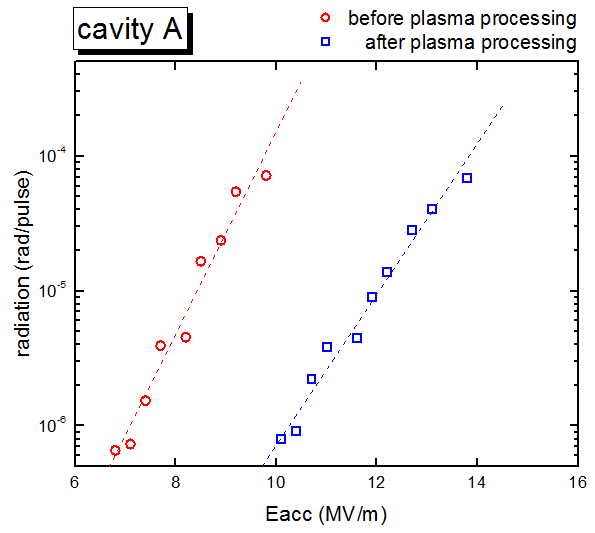 cavity A
before plasma processing
after plasma processing
10⁻⁴
10⁻⁵
10⁻⁶
radiation (rad/pulse)
6 8 10 12 14 16
Eacc (MV/m)